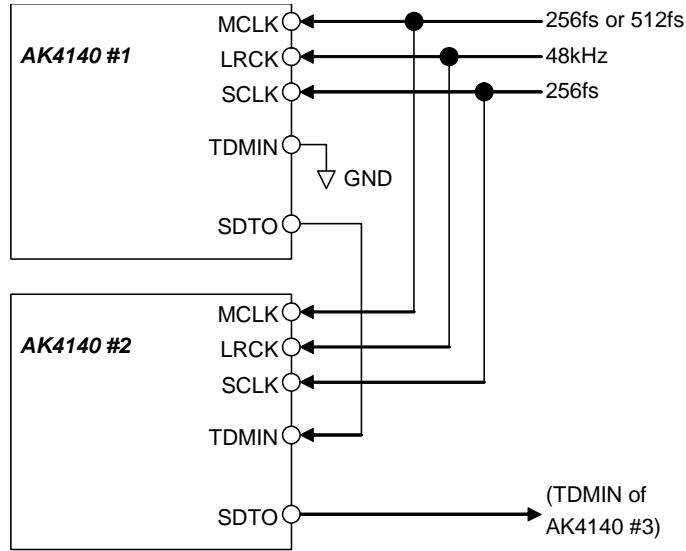 MCLK
256fs or 512fs
AK4140 #1
LRCK
48kHz
SCLK
256fs
TDMIN
GND
SDTO
MCLK
AK4140 #2
LRCK
SCLK
TDMIN
SDTO
(TDMIN of
AK4140 #3)